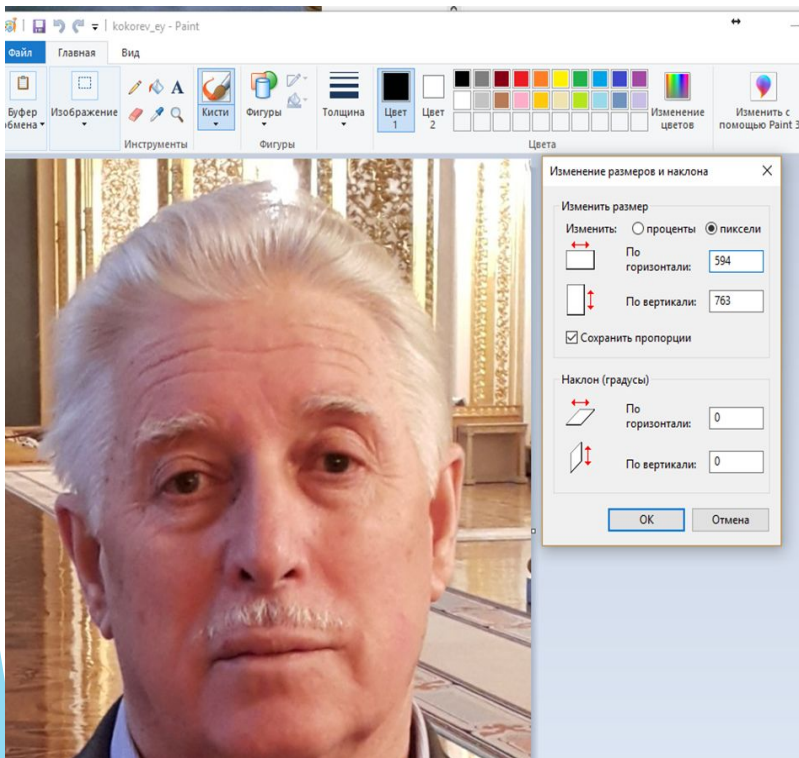 kokorev_ey - Paint
Файл Главная Вид
Буфер обмена
Изображение
A
Кисти
Фигуры
Толщина
Цвет 1
Цвет 2
Изменение цветов
Изменить с помощью Paint 3
Инструменты
Фигуры
Цвета
Изменение размеров и наклона
Изменить размер
Изменить: проценты пиксели
По горизонтали: 594
По вертикали: 763
Сохранить пропорции
Наклон (градусы)
По горизонтали: 0
По вертикали: 0
OK Отмена